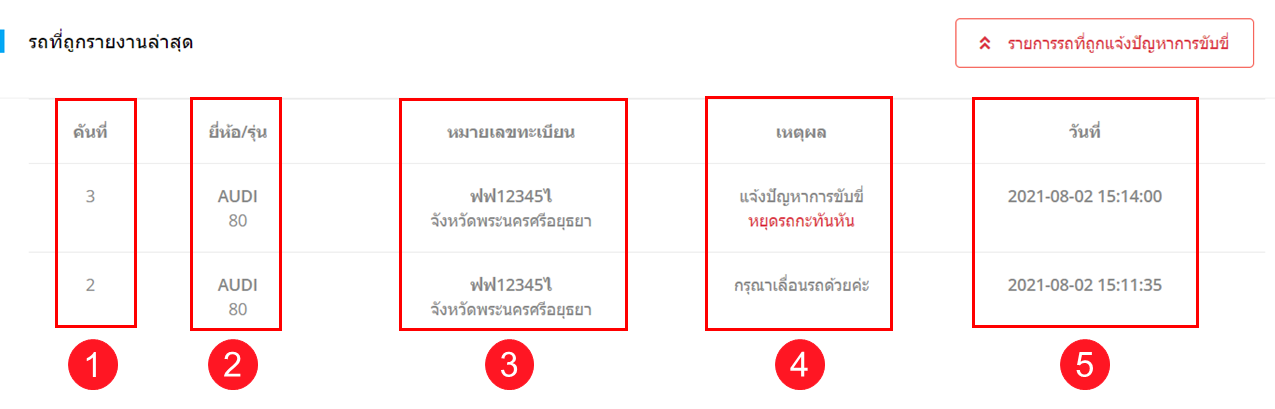 รถที่ถูกรายงานล่าสุด
รายการรถที่ถูกแจ้งปัญหาการขับขี่
คันที่ ยี่ห้อ/รุ่น หมายเลขทะเบียน เหตุผล วันที่
3 AUDI ฟฟ12345ไ แจ้งปัญหาการขับขี่ 2021-08-02 15:14:00
80 จังหวัดพระนครศรีอยุธยา หยุดรถกะทันหัน
2 AUDI ฟฟ12345ไ กรุณาเลื่อนรถด้วยค่ะ 2021-08-02 15:11:35
80 จังหวัดพระนครศรีอยุธยา
1 2 3 4 5